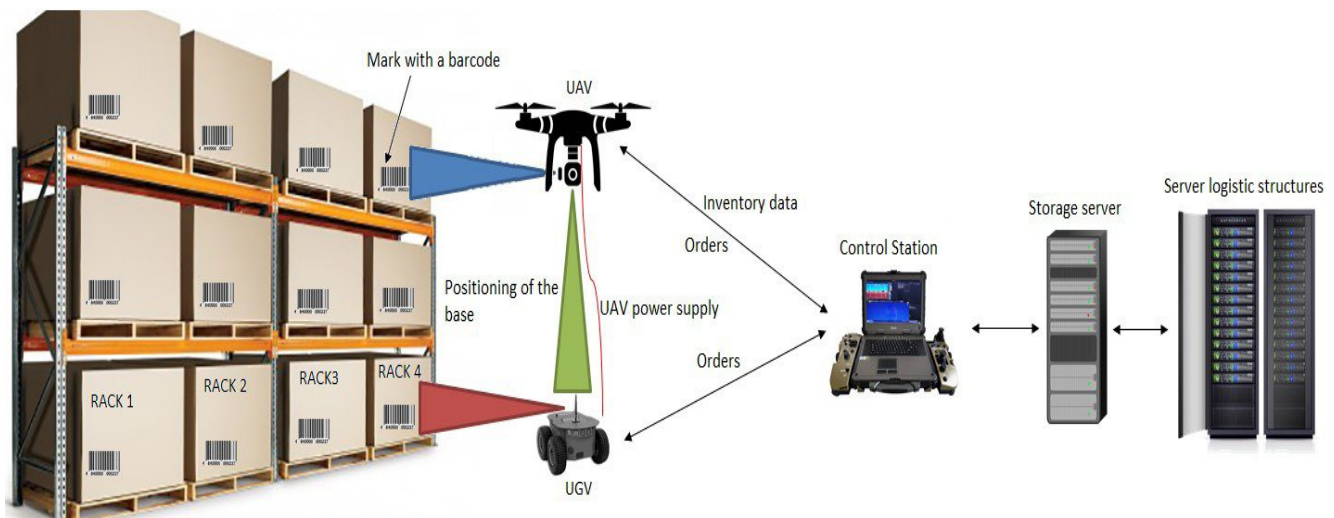 Mark with a barcode
UAV
Inventory data
Orders
Storage server
Server logistic structures
Control Station
Positioning of the
base
UAV power supply
Orders
RACK 1
RACK 2
RACK3
RACK 4
UGV